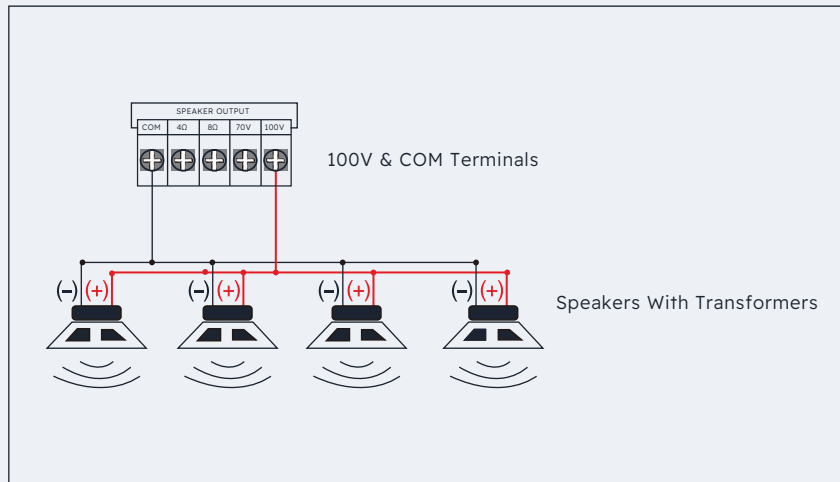 SPEAKER OUTPUT
COM 4Ω 8Ω 70V 100V
100V & COM Terminals
(-) (+) (-) (+) (-) (+) (-) (+)
Speakers With Transformers